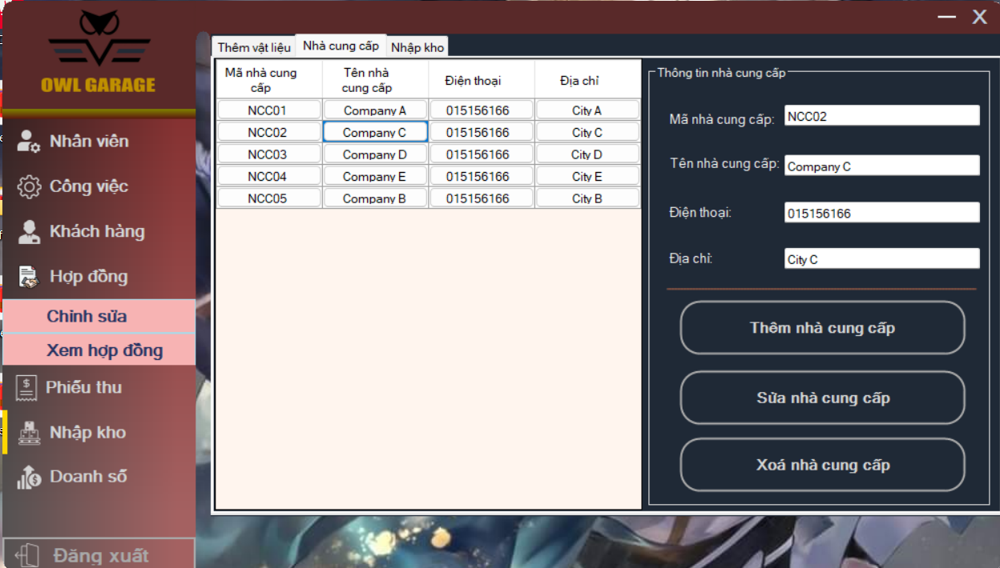 OWL GARAGE
Nhân viên
Công việc
Khách hàng
Hợp đồng
Chỉnh sửa
Xem hợp đồng
Phiếu thu
Nhập kho
Doanh số
Đăng xuất
X
Thêm vật liệu Nhà cung cấp Nhập kho
Mã nhà cung cấp Tên nhà cung cấp Điện thoại Địa chỉ
NCC01 Company A 015156166 City A
NCC02 Company C 015156166 City C
NCC03 Company D 015156166 City D
NCC04 Company E 015156166 City E
NCC05 Company B 015156166 City B
Thông tin nhà cung cấp
Mã nhà cung cấp: NCC02
Tên nhà cung cấp: Company C
Điện thoại: 015156166
Địa chỉ: City C
Thêm nhà cung cấp
Sửa nhà cung cấp
Xoá nhà cung cấp